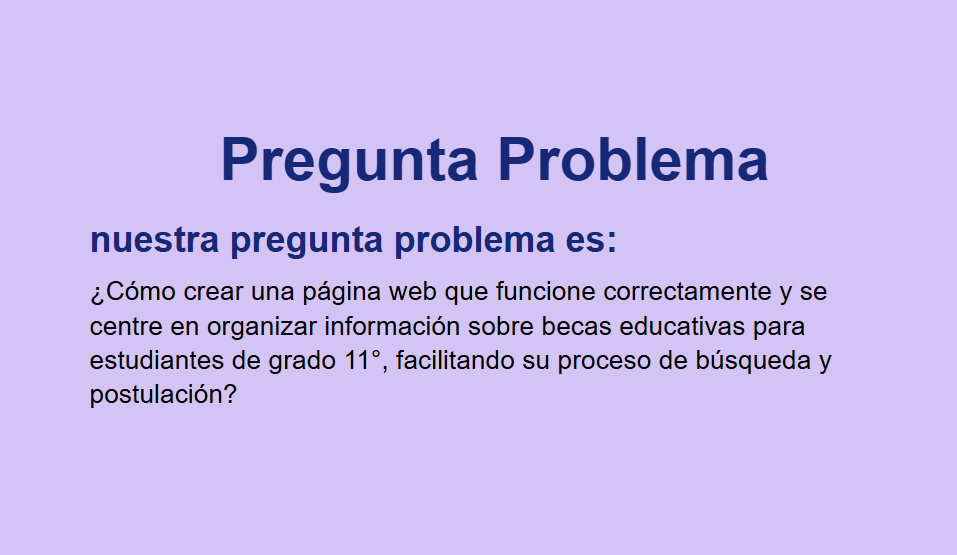 Pregunta Problema
nuestra pregunta problema es:
¿Cómo crear una página web que funcione correctamente y se
centre en organizar información sobre becas educativas para
estudiantes de grado 11°, facilitando su proceso de búsqueda y
postulación?